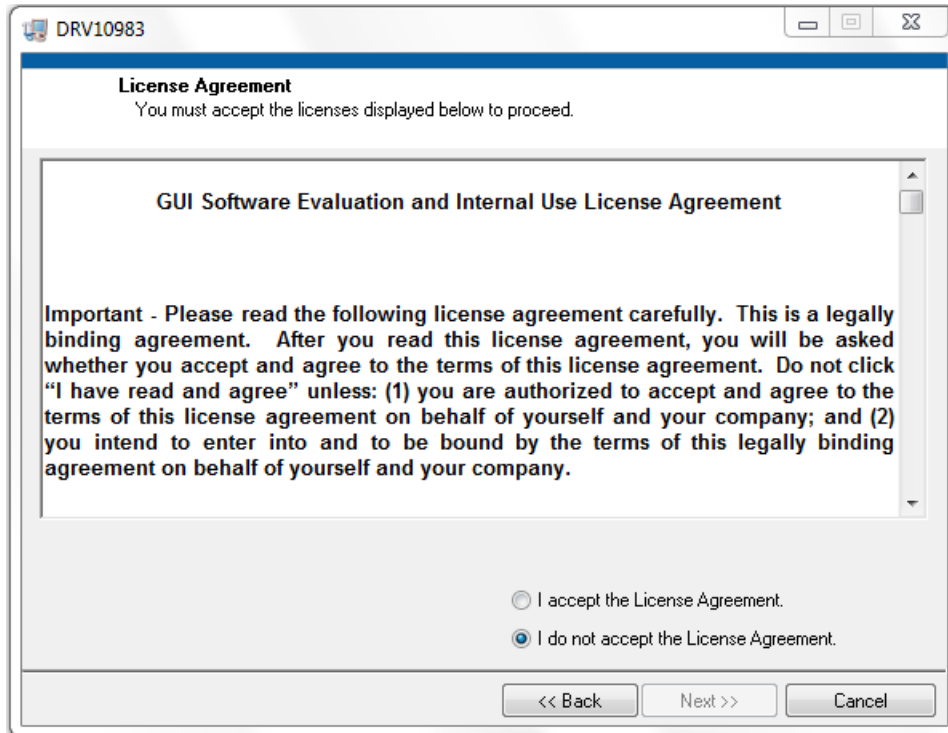 DRV10983
License Agreement
You must accept the licenses displayed below to proceed.
GUI Software Evaluation and Internal Use License Agreement
Important - Please read the following license agreement carefully. This is a legally
binding agreement. After you read this license agreement, you will be asked
whether you accept and agree to the terms of this license agreement. Do not click
“I have read and agree” unless: (1) you are authorized to accept and agree to the
terms of this license agreement on behalf of yourself and your company; and (2)
you intend to enter into and to be bound by the terms of this legally binding
agreement on behalf of yourself and your company.
I accept the License Agreement.
I do not accept the License Agreement.
<< Back Next >> Cancel